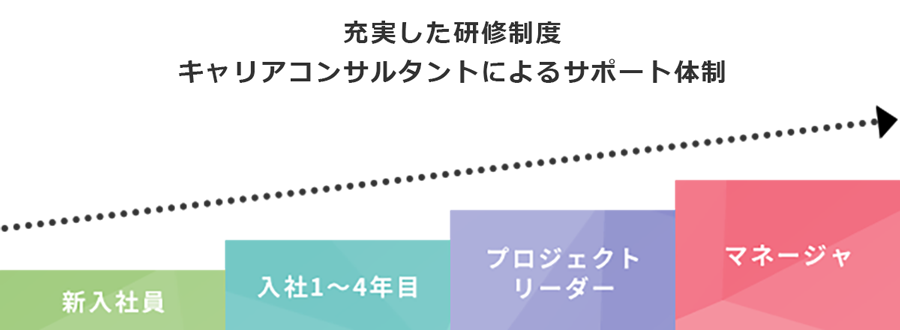 充実した研修制度
キャリアコンサルタントによるサポート体制
新入社員
入社1〜4年目
プロジェクト
リーダー
マネージャ